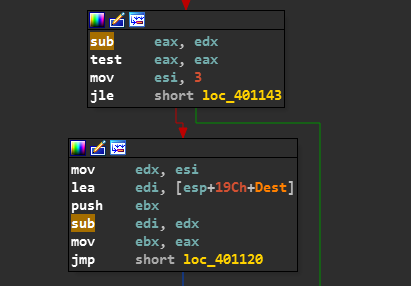 sub eax, edx
test eax, eax
mov esi, 3
jle short loc_401143
mov edx, esi
lea edi, [esp+19Ch+Dest]
push ebx
sub edi, edx
mov ebx, eax
jmp short loc_401120